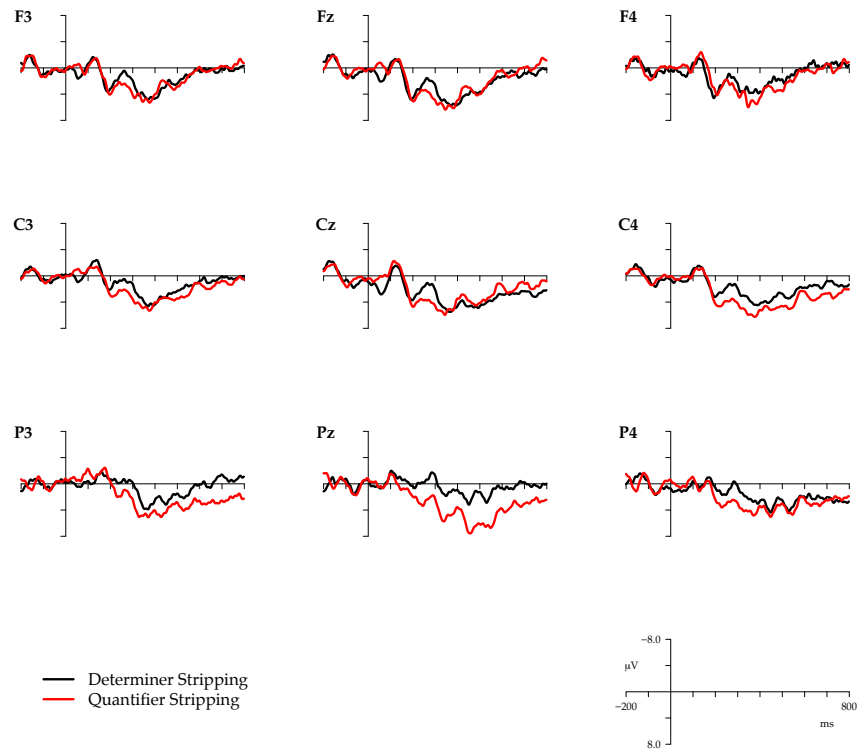 F3
Fz
F4
C3
Cz
C4
P3
Pz
P4
−8.0
μV
Determiner Stripping
Quantifier Stripping
−200
800
ms
8.0